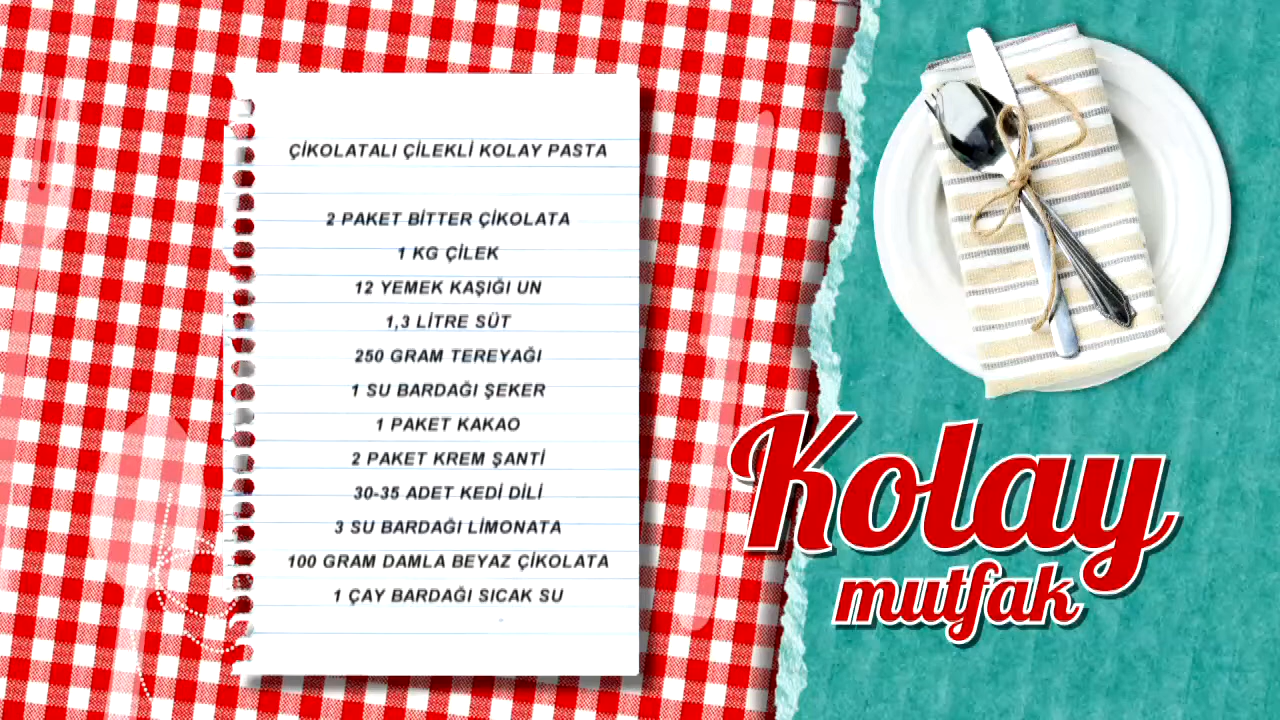 ÇİKOLATALI ÇİLEKLİ KOLAY PASTA
2 PAKET BİTTER ÇİKOLATA
1 KG ÇİLEK
12 YEMEK KAŞIĞI UN
1,3 LİTRE SÜT
250 GRAM TEREYAĞI
1 SU BARDAĞI ŞEKER
1 PAKET KAKAO
2 PAKET KREM ŞANTİ
30-35 ADET KEDİ DİLİ
3 SU BARDAĞI LİMONATA
100 GRAM DAMLA BEYAZ ÇİKOLATA
1 ÇAY BARDAĞI SICAK SU
Kolay
mutfak